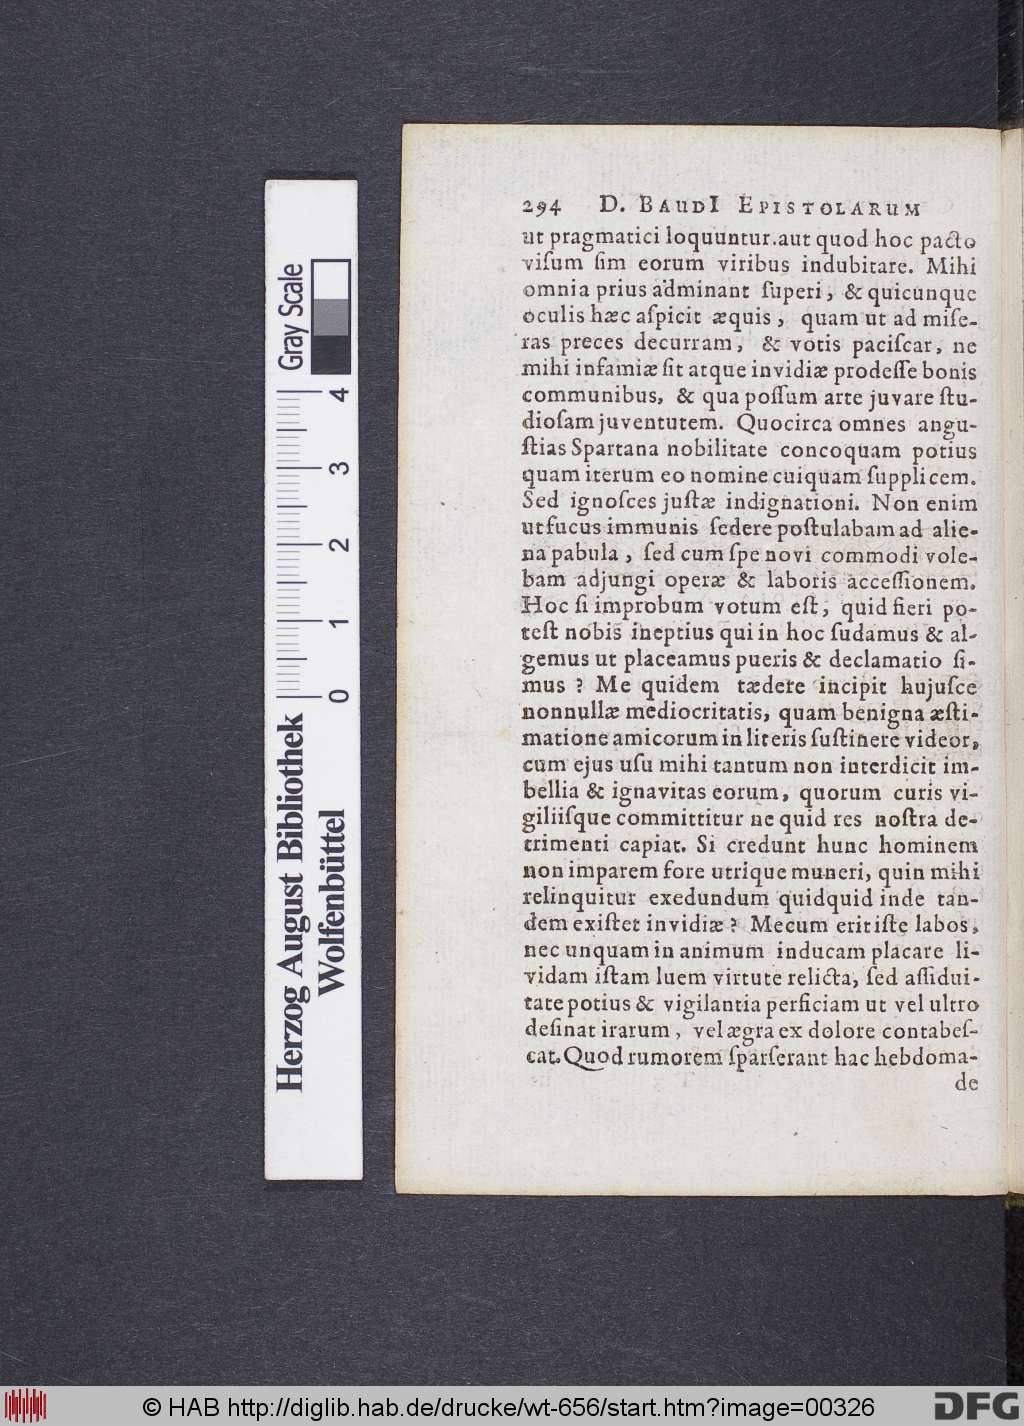 294 D. BAUDI EPISTOLARUM
ut pragmatici loquuntur. aut quod hoc pacto
viſum ſim eorum viribus indubitare. Mihi
omnia prius adminant ſuperi, & quicunque
oculis hæc aſpicit æquis, quam ut ad miſe-
ras preces decurram, & votis paciſcar, ne
mihi infamiæ ſit atque invidiæ prodeſſe bonis
communibus, & qua poſſum arte juvare ſtu-
dioſam juventutem. Quocirca omnes angu-
ſtias Spartana nobilitate concoquam potius
quam iterum eo nomine cuiquam ſupplicem.
Sed ignoſces juſtæ indignationi. Non enim
ut fucus immunis ſedere poſtulabam ad alie-
na pabula, ſed cum ſpe novi commodi vole-
bam adjungi operæ & laboris acceſſionem.
Hoc ſi improbum votum eſt, quid fieri po-
teſt nobis ineptius qui in hoc ſudamus & al-
gemus ut placeamus pueris & declamatio ſi-
mus? Me quidem tædere incipit hujuſce
nonnullæ mediocritatis, quam benigna æſti-
matione amicorum in literis ſuſtinere videor,
cum ejus uſu mihi tantum non interdicit im-
bellia & ignavitas eorum, quorum curis vi-
giliiſque committitur ne quid res noſtra de-
trimenti capiat. Si credunt hunc hominem
non imparem fore utrique muneri, quin mihi
relinquitur exedundum quidquid inde tan-
dem exiſtet invidiæ? Mecum erit iſte labos,
nec unquam in animum inducam placare li-
vidam iſtam luem virtute relicta, ſed aſſidui-
tate potius & vigilantia perficiam ut vel ultro
deſinat irarum, vel ægra ex dolore contabeſ-
cat. Quod rumorem ſparſerant hac hebdoma-
de
Herzog August Bibliothek
Wolfenbüttel
0 1 2 3 4
Gray Scale
© HAB http://diglib.hab.de/drucke/wt-656/start.htm?image=00326
DFG